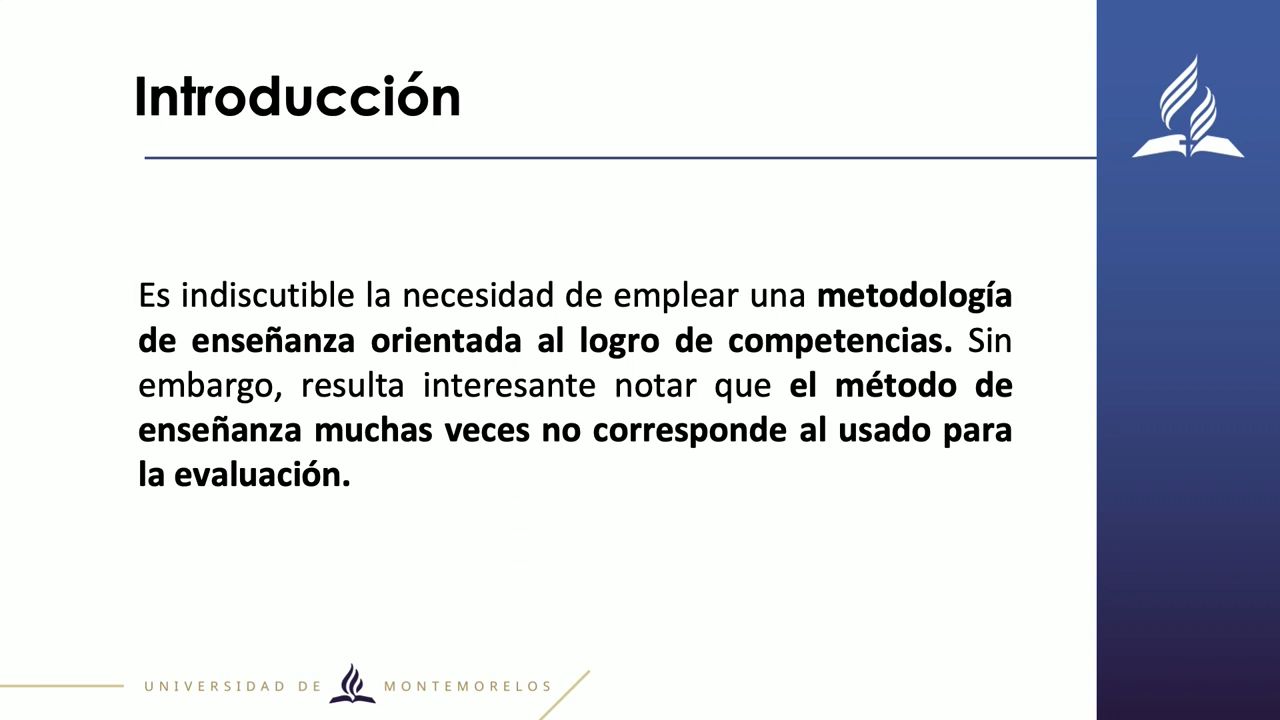 Introducción
Es indiscutible la necesidad de emplear una metodología
de enseñanza orientada al logro de competencias. Sin
embargo, resulta interesante notar que el método de
enseñanza muchas veces no corresponde al usado para
la evaluación.
UNIVERSIDAD DE MONTEMORELOS